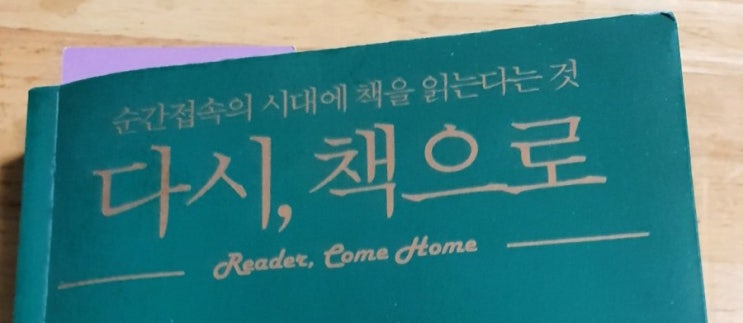 순간접속의 시대에 책을 읽는다는 것
다시, 책으로
Reader, Come Home